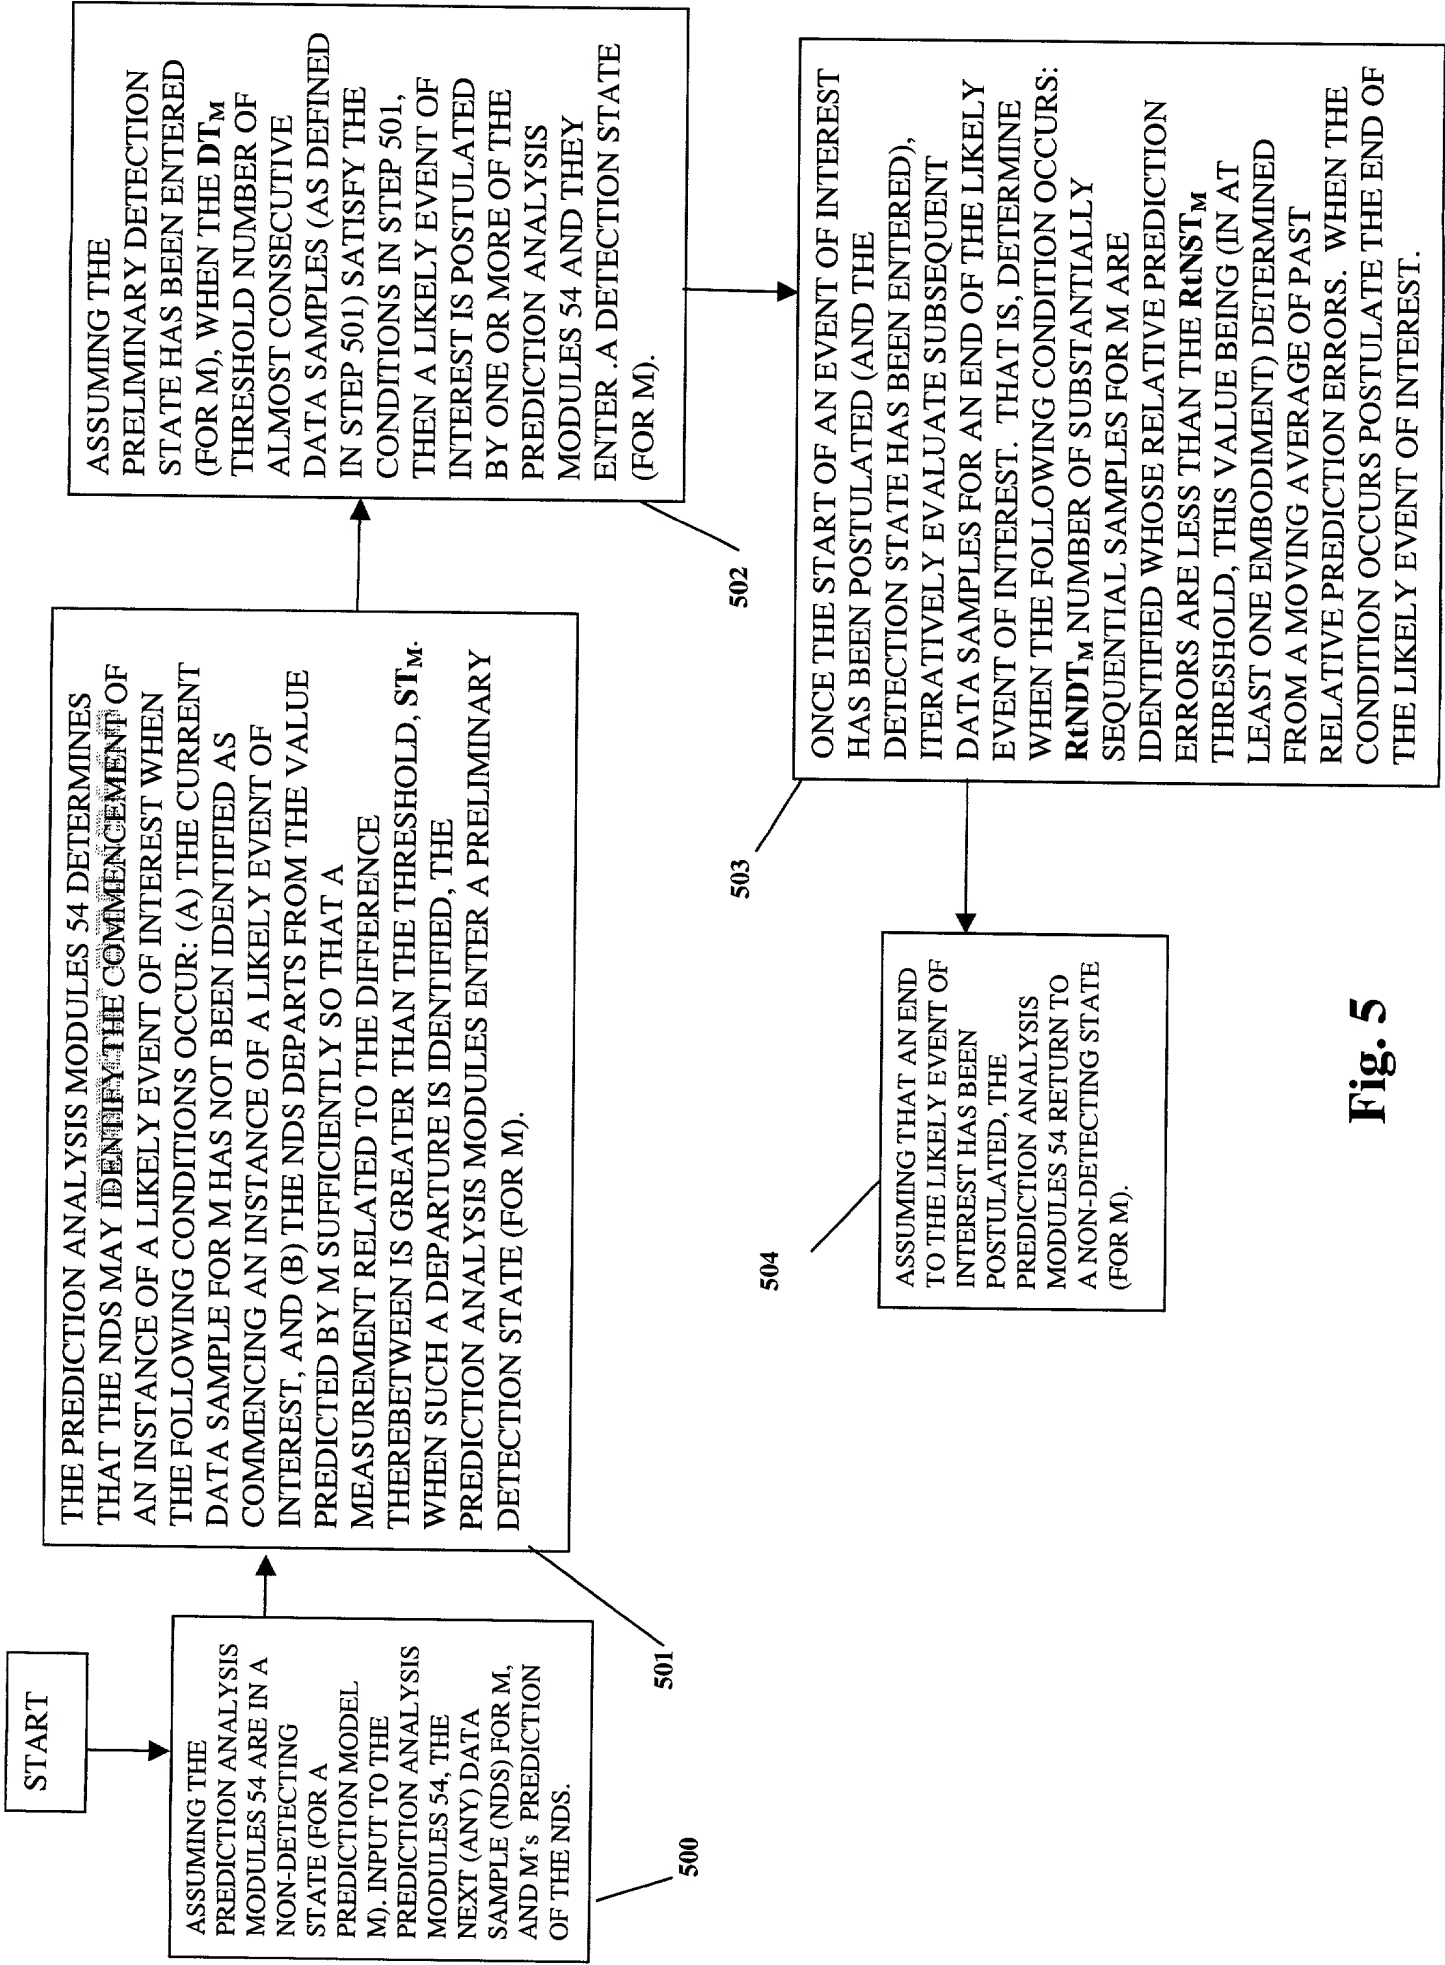 START
ASSUMING THE
PREDICTION ANALYSIS
MODULES 54 ARE IN A
NON-DETECTING
STATE (FOR A
PREDICTION MODEL
M). INPUT TO THE
PREDICTION ANALYSIS
MODULES 54, THE
NEXT (ANY) DATA
SAMPLE (NDS) FOR M,
AND M's PREDICTION
OF THE NDS.
500
THE PREDICTION ANALYSIS MODULES 54 DETERMINES
THAT THE NDS MAY IDENTIFY THE COMMENCEMENT OF
AN INSTANCE OF A LIKELY EVENT OF INTEREST WHEN
THE FOLLOWING CONDITIONS OCCUR: (A) THE CURRENT
DATA SAMPLE FOR M HAS NOT BEEN IDENTIFIED AS
COMMENCING AN INSTANCE OF A LIKELY EVENT OF
INTEREST, AND (B) THE NDS DEPARTS FROM THE VALUE
PREDICTED BY M SUFFICIENTLY SO THAT A
MEASUREMENT RELATED TO THE DIFFERENCE
THEREBETWEEN IS GREATER THAN THE THRESHOLD, STM.
WHEN SUCH A DEPARTURE IS IDENTIFIED, THE
PREDICTION ANALYSIS MODULES ENTER A PRELIMINARY
DETECTION STATE (FOR M).
501
ASSUMING THE
PRELIMINARY DETECTION
STATE HAS BEEN ENTERED
(FOR M), WHEN THE DTM
THRESHOLD NUMBER OF
ALMOST CONSECUTIVE
DATA SAMPLES (AS DEFINED
IN STEP 501) SATISFY THE
CONDITIONS IN STEP 501,
THEN A LIKELY EVENT OF
INTEREST IS POSTULATED
BY ONE OR MORE OF THE
PREDICTION ANALYSIS
MODULES 54 AND THEY
ENTER .A DETECTION STATE
(FOR M).
502
ONCE THE START OF AN EVENT OF INTEREST
HAS BEEN POSTULATED (AND THE
DETECTION STATE HAS BEEN ENTERED),
ITERATIVELY EVALUATE SUBSEQUENT
DATA SAMPLES FOR AN END OF THE LIKELY
EVENT OF INTEREST. THAT IS, DETERMINE
WHEN THE FOLLOWING CONDITION OCCURS:
RtNDTM NUMBER OF SUBSTANTIALLY
SEQUENTIAL SAMPLES FOR M ARE
IDENTIFIED WHOSE RELATIVE PREDICTION
ERRORS ARE LESS THAN THE RtNSTM
THRESHOLD, THIS VALUE BEING (IN AT
LEAST ONE EMBODIMENT) DETERMINED
FROM A MOVING AVERAGE OF PAST
RELATIVE PREDICTION ERRORS. WHEN THE
CONDITION OCCURS POSTULATE THE END OF
THE LIKELY EVENT OF INTEREST.
503
ASSUMING THAT AN END
TO THE LIKELY EVENT OF
INTEREST HAS BEEN
POSTULATED, THE
PREDICTION ANALYSIS
MODULES 54 RETURN TO
A NON-DETECTING STATE
(FOR M).
504
Fig. 5